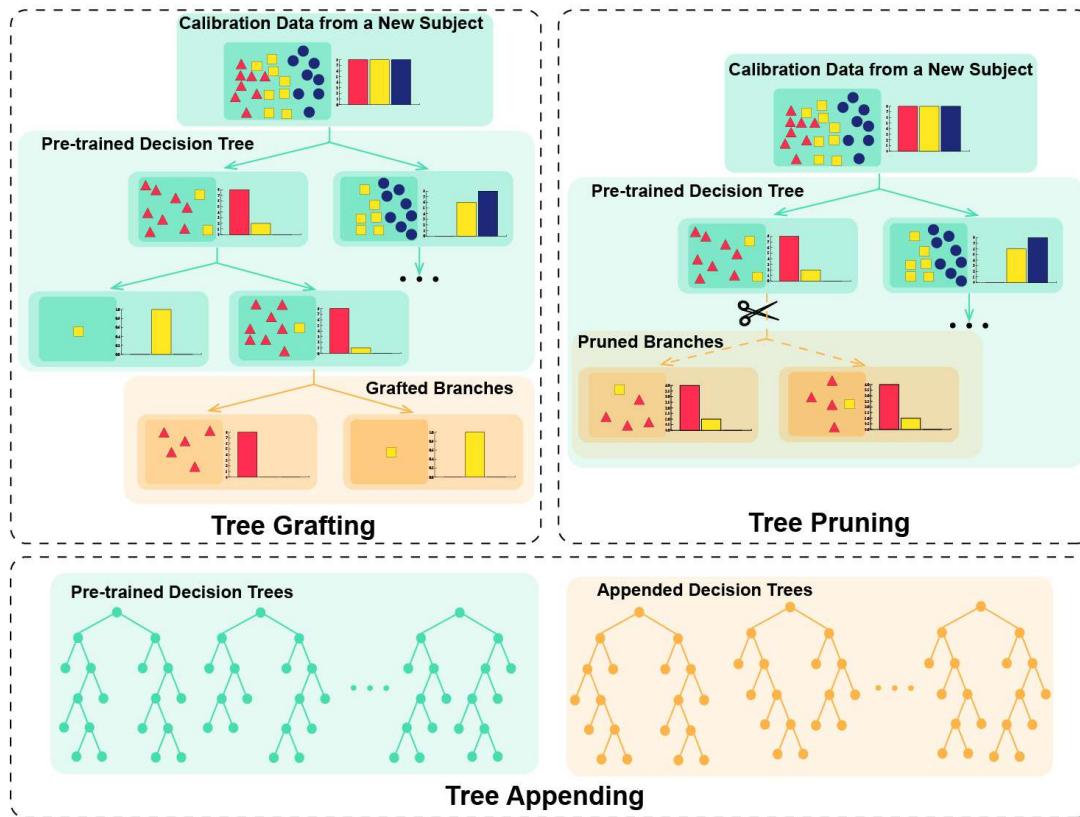 Calibration Data from a New Subject
Pre-trained Decision Tree
Grafted Branches
Tree Grafting
Calibration Data from a New Subject
Pre-trained Decision Tree
Pruned Branches
Tree Pruning
Pre-trained Decision Trees
Appended Decision Trees
Tree Appending